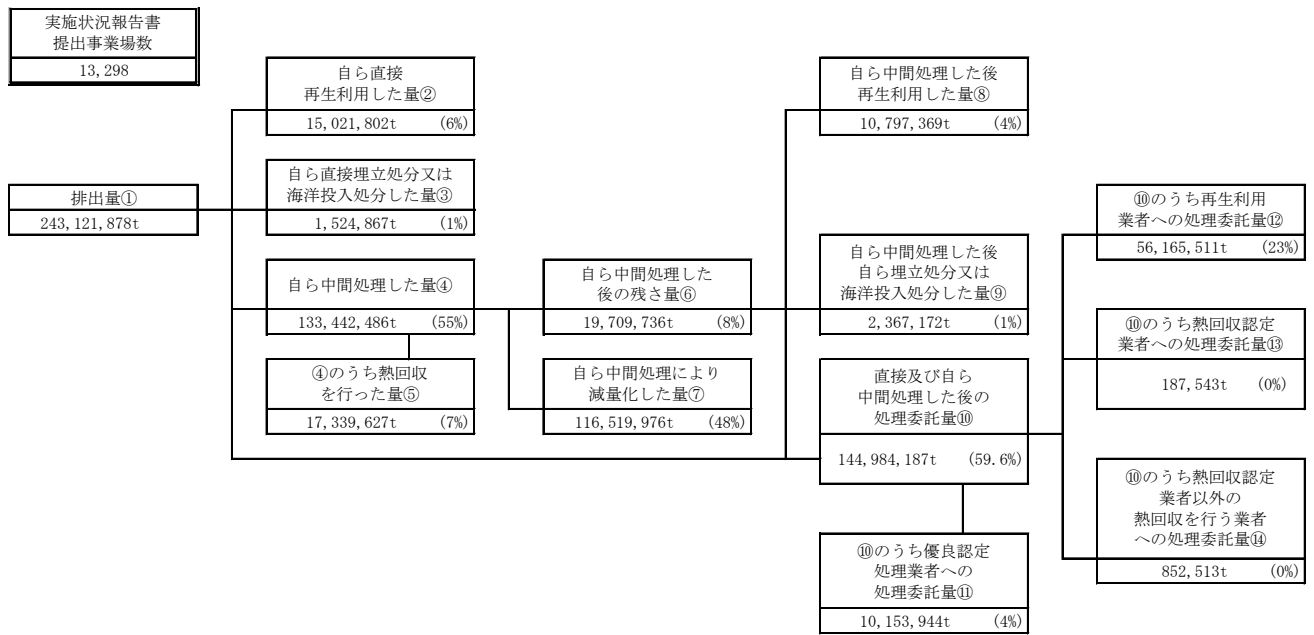 実施状況報告書
提出事業場数
13,298
自ら直接
再生利用した量②
15,021,802t (6%)
自ら中間処理した後
再生利用した量⑧
10,797,369t (4%)
排出量①
243,121,878t
自ら直接埋立処分又は
海洋投入処分した量③
1,524,867t (1%)
⑩のうち再生利用
業者への処理委託量⑫
56,165,511t (23%)
自ら中間処理した量④
133,442,486t (55%)
自ら中間処理した
後の残さ量⑥
19,709,736t (8%)
自ら中間処理した後
自ら埋立処分又は
海洋投入処分した量⑨
2,367,172t (1%)
⑩のうち熱回収認定
業者への処理委託量⑬
187,543t (0%)
④のうち熱回収
を行った量⑤
17,339,627t (7%)
自ら中間処理により
減量化した量⑦
116,519,976t (48%)
直接及び自ら
中間処理した後の
処理委託量⑩
144,984,187t (59.6%)
⑩のうち熱回収認定
業者以外の
熱回収を行う業者
への処理委託量⑭
852,513t (0%)
⑩のうち優良認定
処理業者への
処理委託量⑪
10,153,944t (4%)